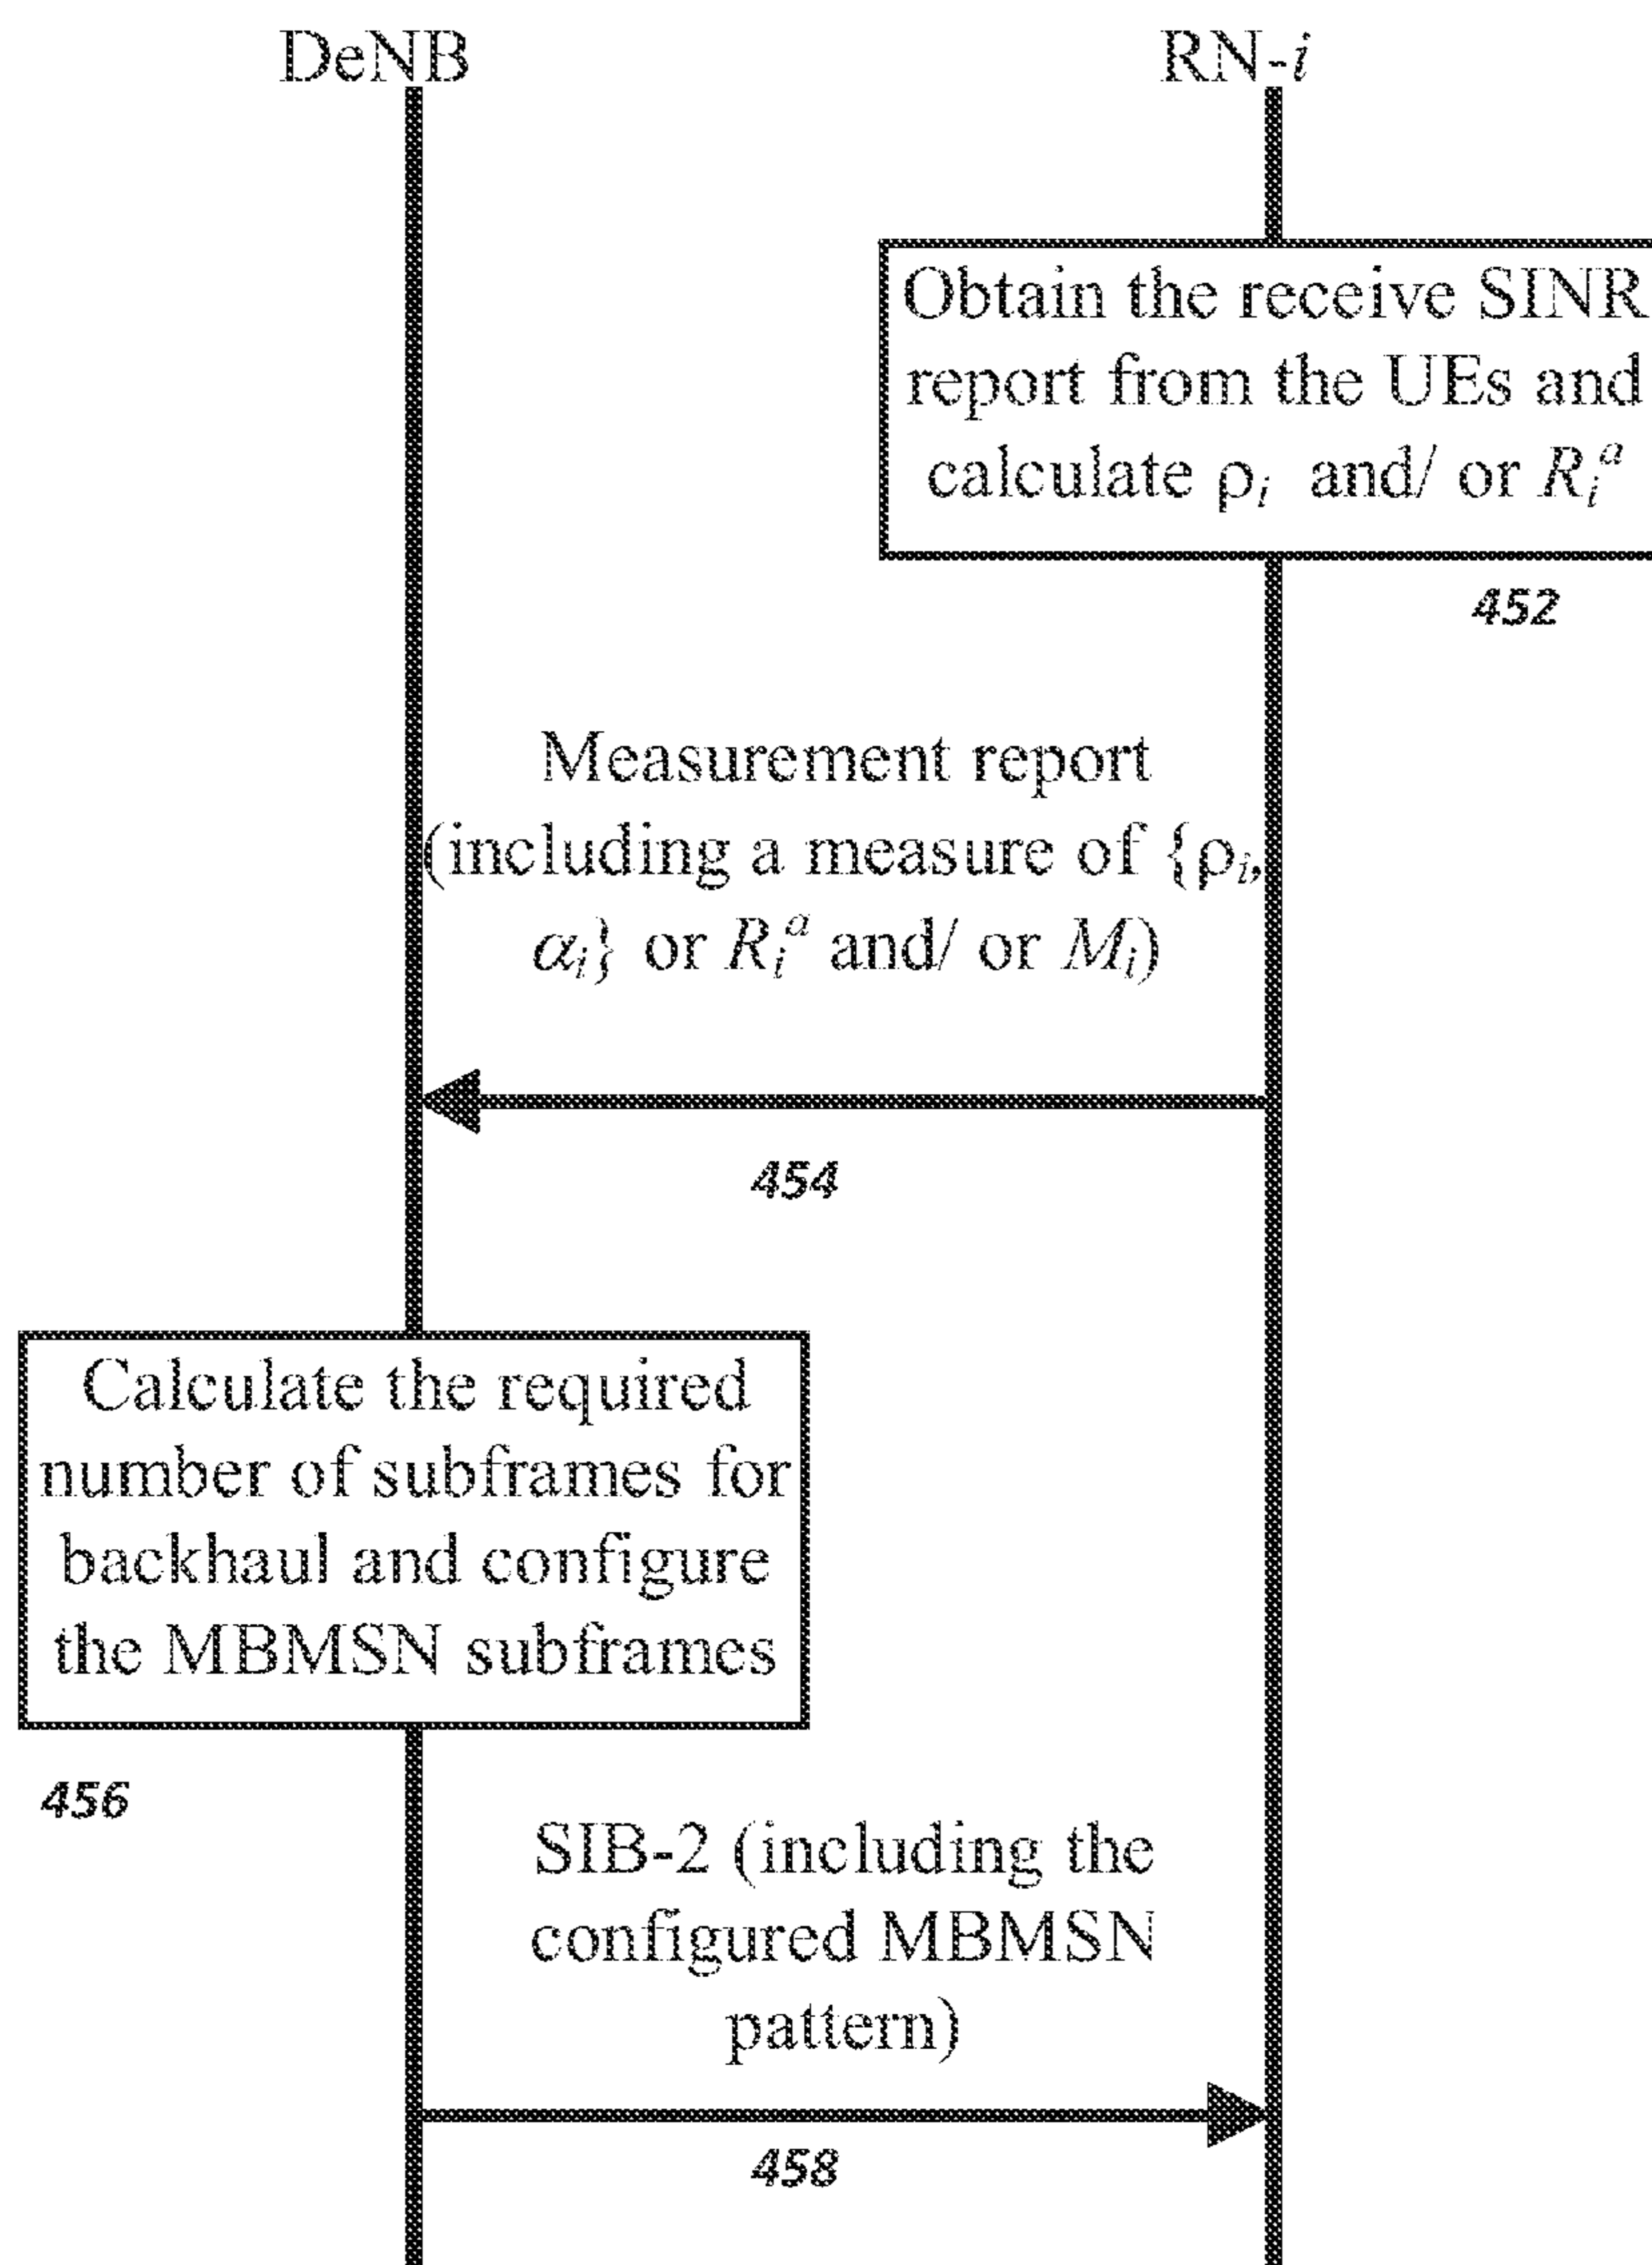 DeNB
RN-i
Obtain the receive SINR
report from the UEs and
calculate ρᵢ and/ or Rᵢᵃ
452
Measurement report
(including a measure of {ρᵢ,
αᵢ} or Rᵢᵃ and/ or Mᵢ)
454
Calculate the required
number of subframes for
backhaul and configure
the MBMSN subframes
456
SIB-2 (including the
configured MBMSN
pattern)
458